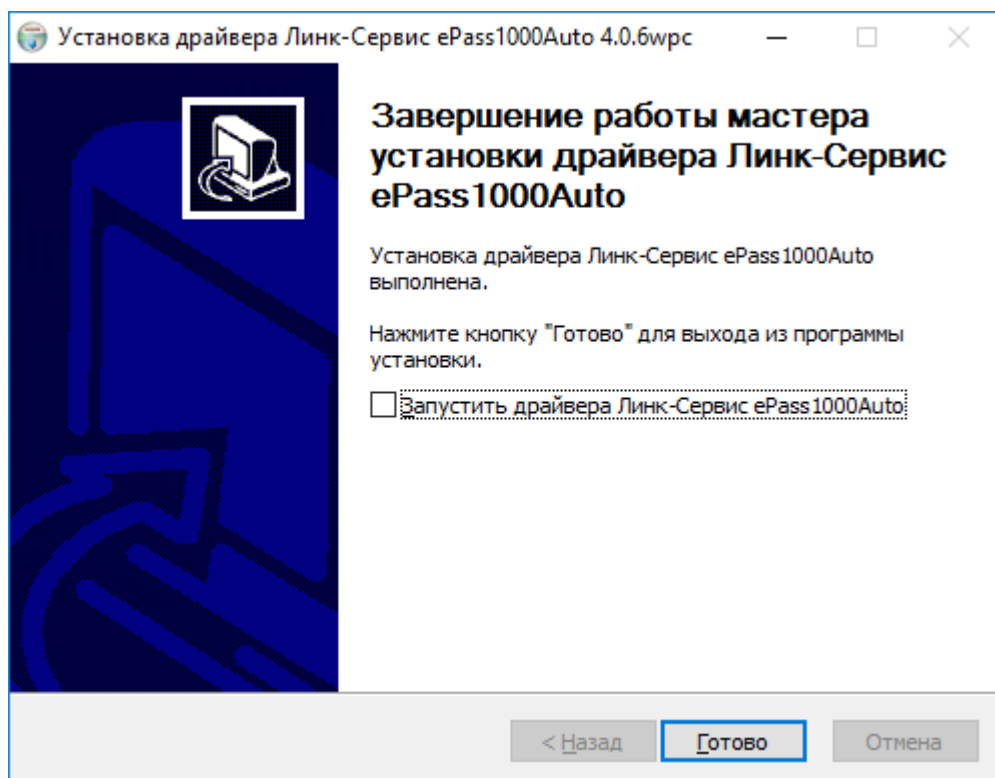 Установка драйвера Линк-Сервис ePass1000Auto 4.0.6wpc
Завершение работы мастера
установки драйвера Линк-Сервис
ePass1000Auto
Установка драйвера Линк-Сервис ePass1000Auto
выполнена.
Нажмите кнопку "Готово" для выхода из программы
установки.
Запустить драйвера Линк-Сервис ePass1000Auto
< Назад
Готово
Отмена